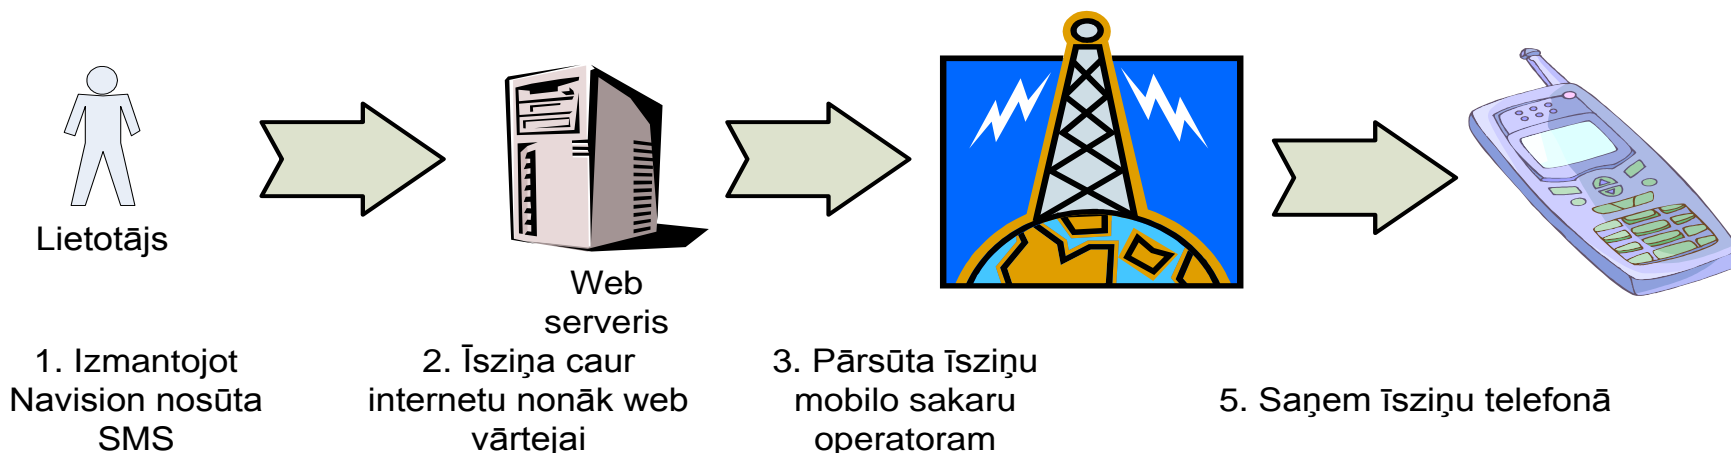 Lietotājs
Web
serveris
1. Izmantojot
Navision nosūta
SMS
2. Īsziņa caur
internetu nonāk web
vārtejai
3. Pārsūta īsziņu
mobilo sakaru
operatoram
5. Saņem īsziņu telefonā